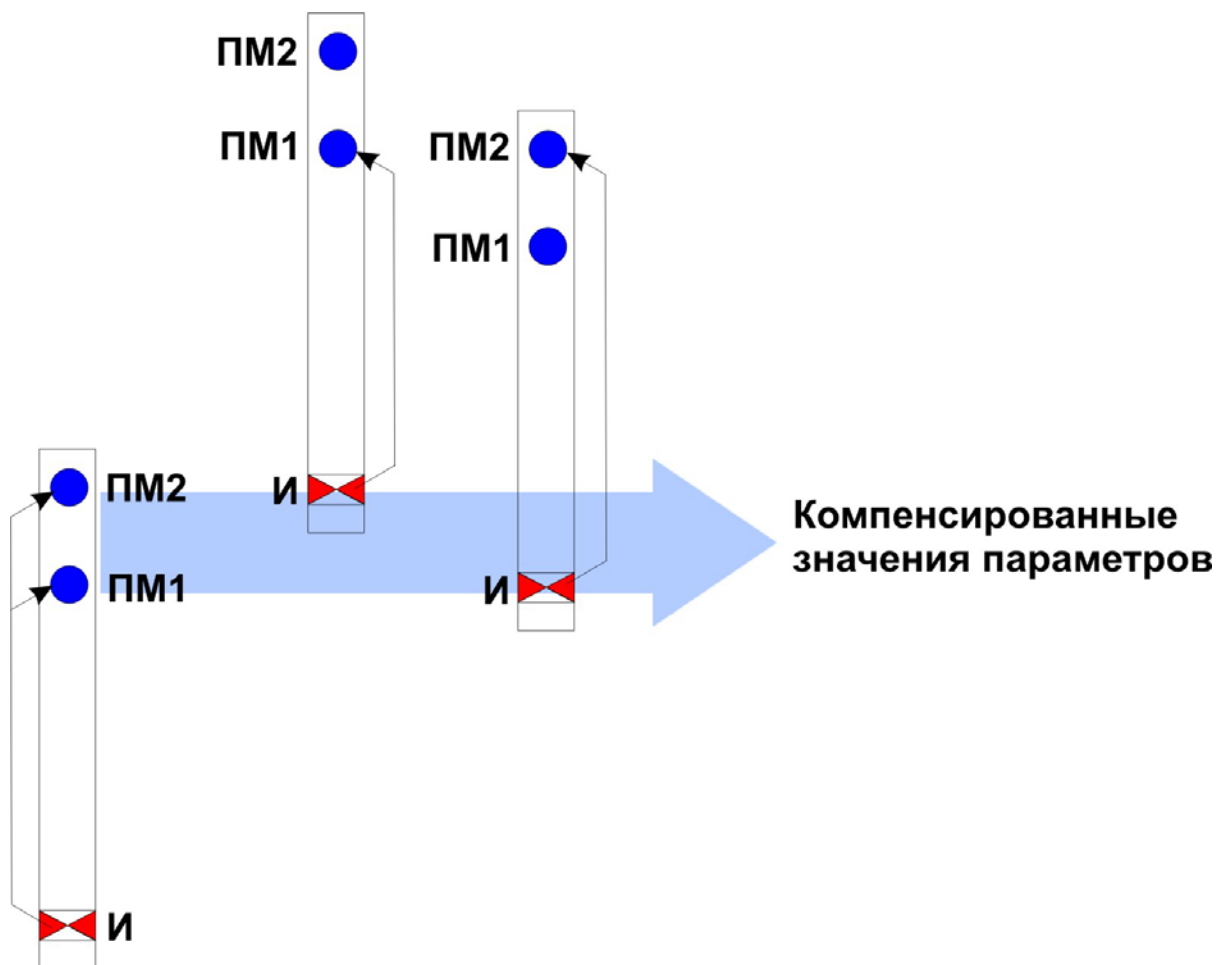 ПМ2
ПМ1
ПМ2
ПМ1
И
ПМ2
ПМ1
И
И
Компенсированные
значения параметров